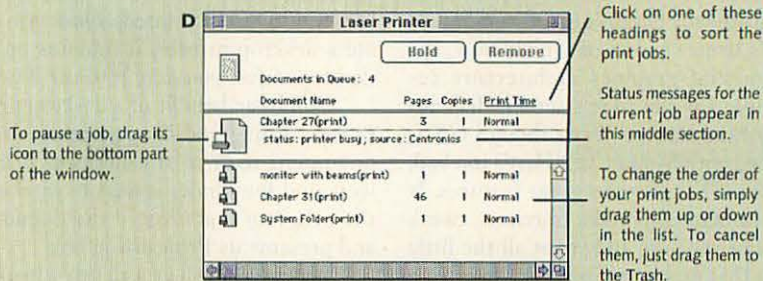 D
Laser Printer
Hold
Remove
Documents in Queue: 4
Document Name Pages Copies Print Time
Chapter 27(print) 3 1 Normal
status: printer busy; source: Centronics
monitor with beams(print) 1 1 Normal
Chapter 31(print) 46 1 Normal
System Folder(print) 1 1 Normal
To pause a job, drag its
icon to the bottom part
of the window.
Click on one of these
headings to sort the
print jobs.
Status messages for the
current job appear in
this middle section.
To change the order of
your print jobs, simply
drag them up or down
in the list. To cancel
them, just drag them to
the Trash.